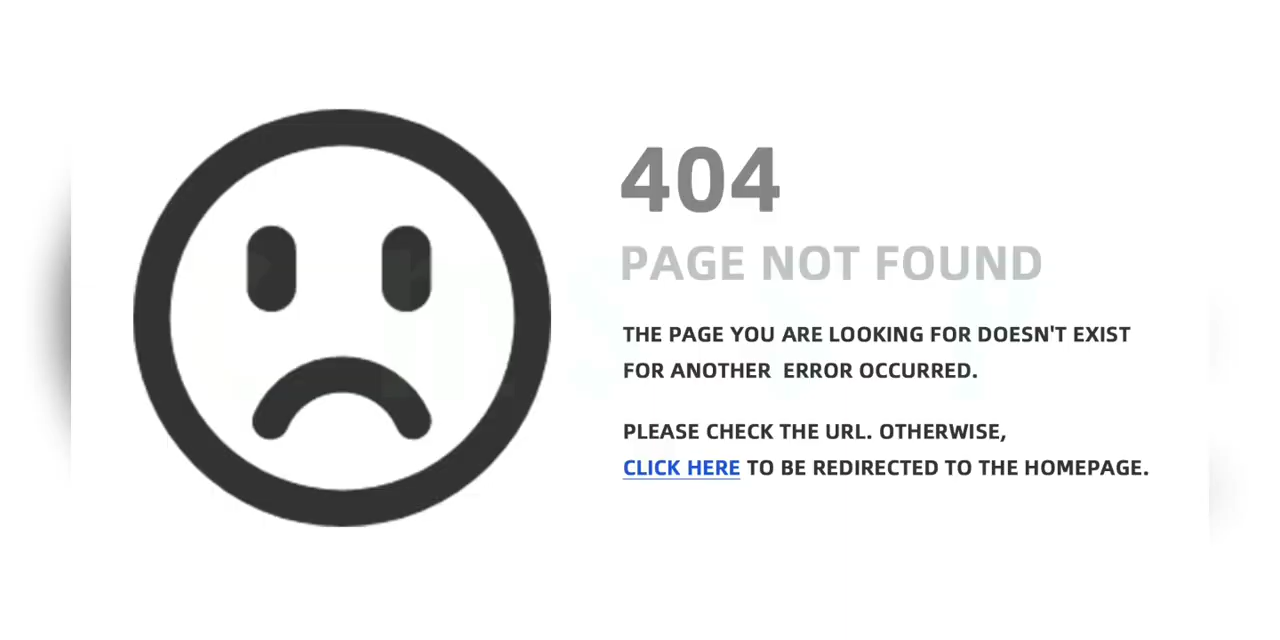 404
PAGE NOT FOUND
THE PAGE YOU ARE LOOKING FOR DOESN'T EXIST
FOR ANOTHER  ERROR OCCURRED.
PLEASE CHECK THE URL. OTHERWISE,
CLICK HERE TO BE REDIRECTED TO THE HOMEPAGE.